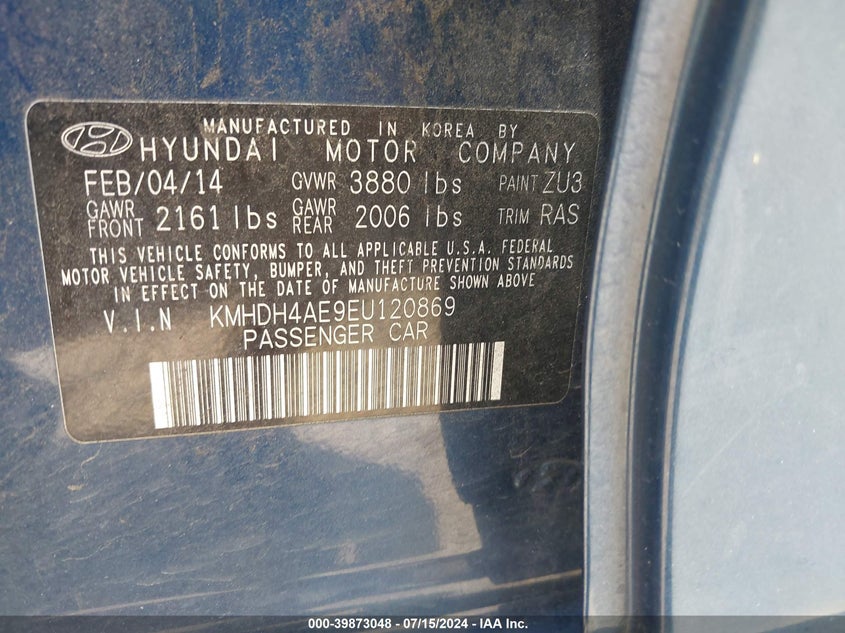 MANUFACTURED IN KOREA BY
HYUNDAI MOTOR COMPANY
FEB/04/14 GVWR 3880 lbs PAINT ZU3
GAWR FRONT 2161 lbs GAWR REAR 2006 lbs TRIM RAS
THIS VEHICLE CONFORMS TO ALL APPLICABLE U.S.A. FEDERAL
MOTOR VEHICLE SAFETY, BUMPER, AND THEFT PREVENTION STANDARDS
IN EFFECT ON THE DATE OF MANUFACTURE SHOWN ABOVE
V.I.N KMHDH4AE9EU120869
PASSENGER CAR
000-39873048 - 07/15/2024 - IAA Inc.